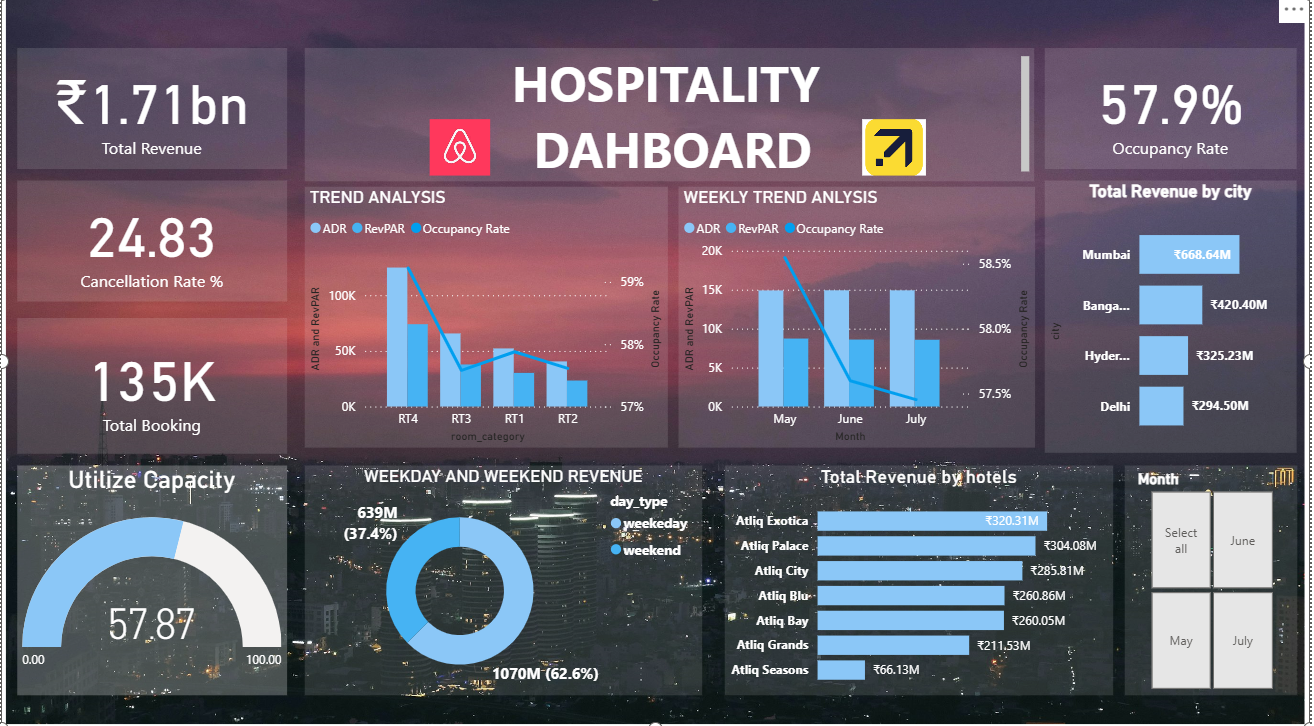 ₹1.71bn
Total Revenue
HOSPITALITY
DAHBOARD
57.9%
Occupancy Rate
24.83
Cancellation Rate %
135K
Total Booking
TREND ANALYSIS
ADR RevPAR Occupancy Rate
ADR and RevPAR
100K
50K
0K
59%
58%
57%
Occupancy Rate
RT4 RT3 RT1 RT2
room_category
WEEKLY TREND ANLYSIS
ADR RevPAR Occupancy Rate
ADR and RevPAR
20K
15K
10K
5K
0K
58.5%
58.0%
57.5%
Occupancy Rate
May June July
Month
Total Revenue by city
city
Mumbai ₹668.64M
Banga... ₹420.40M
Hyder... ₹325.23M
Delhi ₹294.50M
Utilize Capacity
57.87
0.00 100.00
WEEKDAY AND WEEKEND REVENUE
639M
(37.4%)
1070M (62.6%)
day_type
weekeday
weekend
Total Revenue by hotels
Atliq Exotica ₹320.31M
Atliq Palace ₹304.08M
Atliq City ₹285.81M
Atliq Blu ₹260.86M
Atliq Bay ₹260.05M
Atliq Grands ₹211.53M
Atliq Seasons ₹66.13M
Month
Select
all
June
May
July